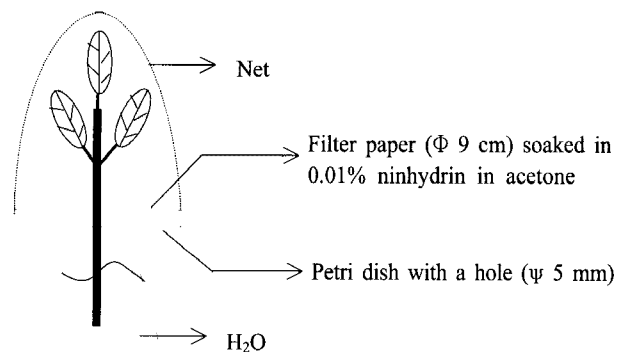 Net
Filter paper (Φ 9 cm) soaked in
0.01% ninhydrin in acetone
Petri dish with a hole (ψ 5 mm)
H₂O